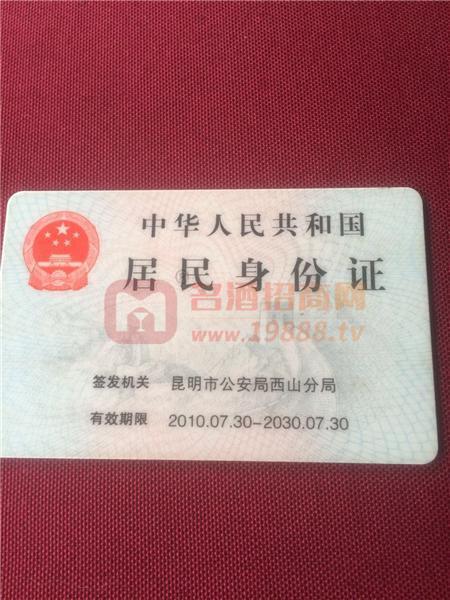 中华人民共和国
居民身份证
名酒招商网
www.19888.tv
签发机关 昆明市公安局西山分局
有效期限 2010.07.30-2030.07.30